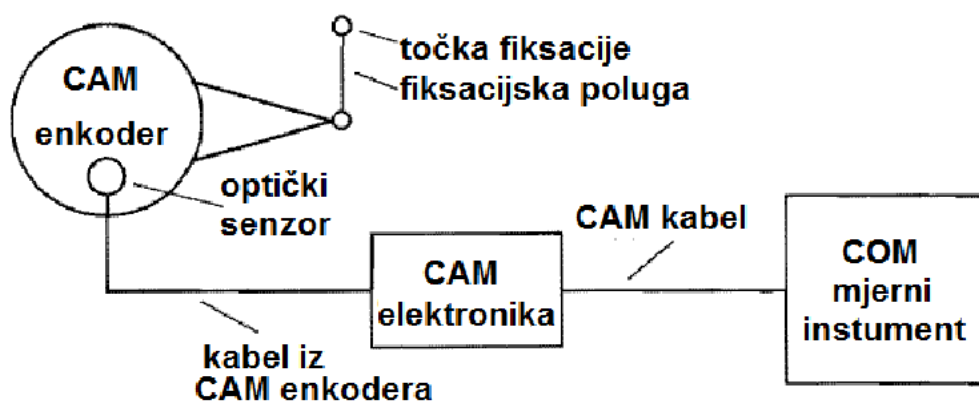 CAM
enkoder
točka fiksacije
fiksacijska poluga
optički
senzor
CAM kabel
CAM
elektronika
COM
mjerni
instument
kabel iz
CAM enkodera